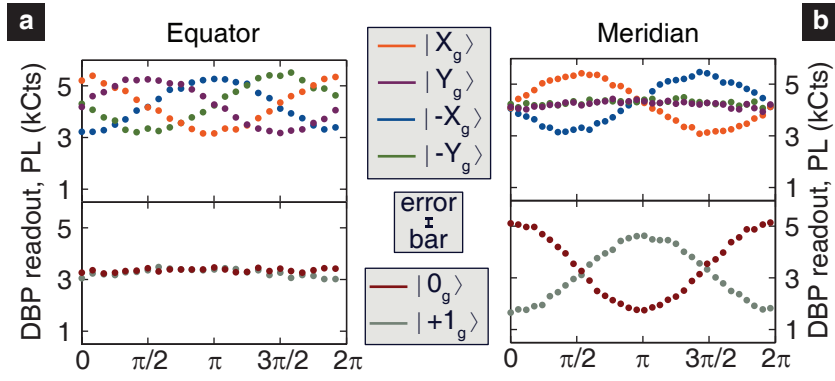 a
Equator
DBP readout, PL (kCts)
5
3
1
5
3
1
0
π/2
π
3π/2
2π
| X_g ⟩
| Y_g ⟩
| -X_g ⟩
| -Y_g ⟩
error
bar
| 0_g ⟩
| +1_g ⟩
b
Meridian
5
3
1
5
3
1
DBP readout, PL (kCts)
0
π/2
π
3π/2
2π